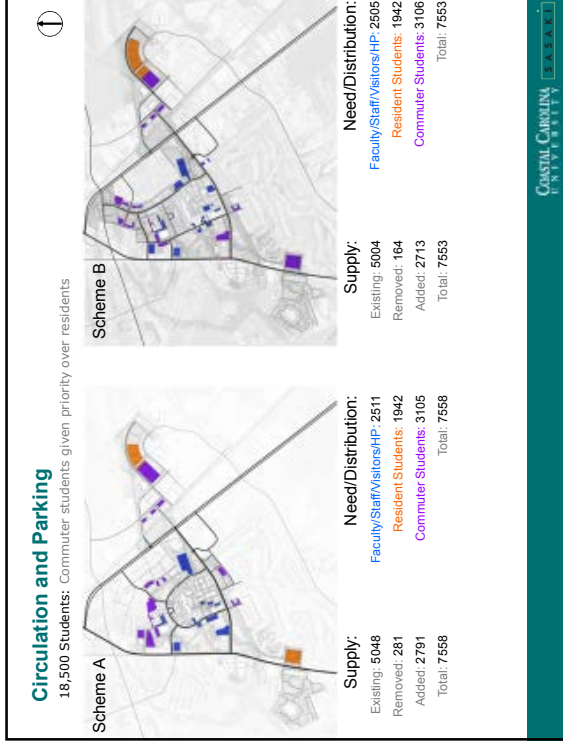 Circulation and Parking
18,500 Students: Commuter students given priority over residents
Scheme A
Supply:
Existing: 5048
Removed: 281
Added: 2791
Total: 7558
Need/Distribution:
Faculty/Staff/Visitors/HP: 2511
Resident Students: 1942
Commuter Students: 3105
Total: 7558
Scheme B
Supply:
Existing: 5004
Removed: 164
Added: 2713
Total: 7553
Need/Distribution:
Faculty/Staff/Visitors/HP: 2505
Resident Students: 1942
Commuter Students: 3106
Total: 7553
COASTAL CAROLINA
UNIVERSITY
SASAKI